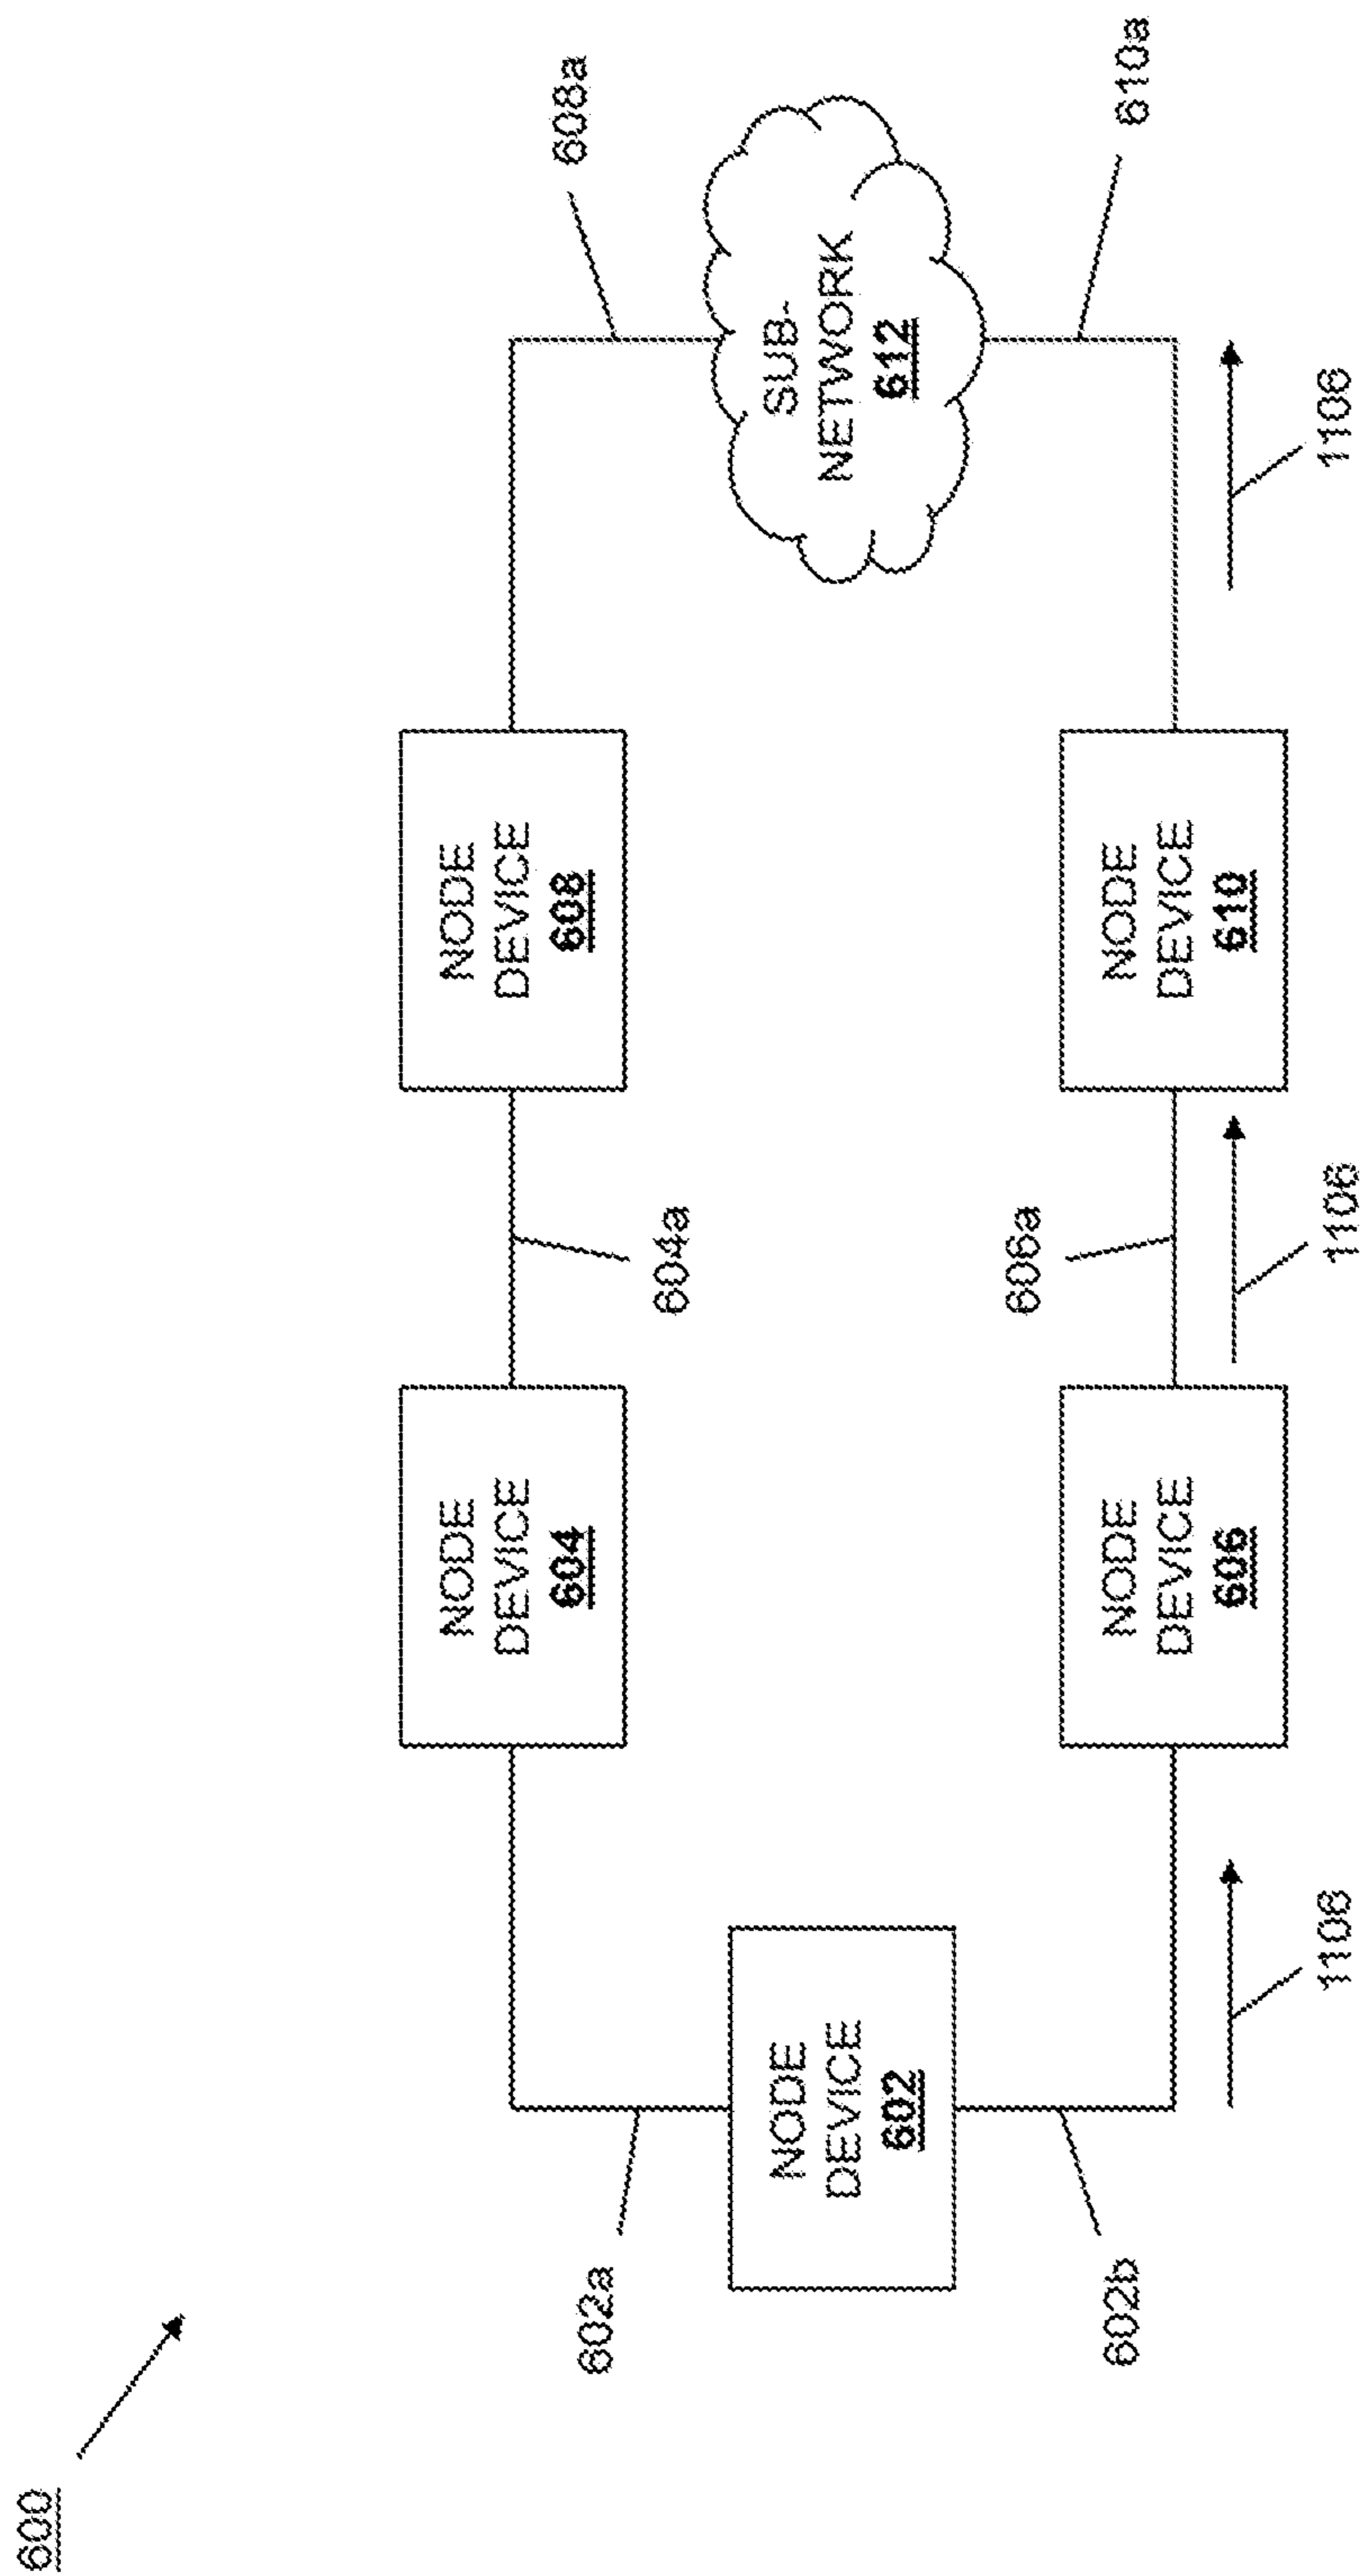 600
NODE
DEVICE
604
NODE
DEVICE
608
608a
602a
604a
NODE
DEVICE
602
SUB-
NETWORK
612
602b
606a
610a
NODE
DEVICE
606
NODE
DEVICE
610
1106
1106
1106